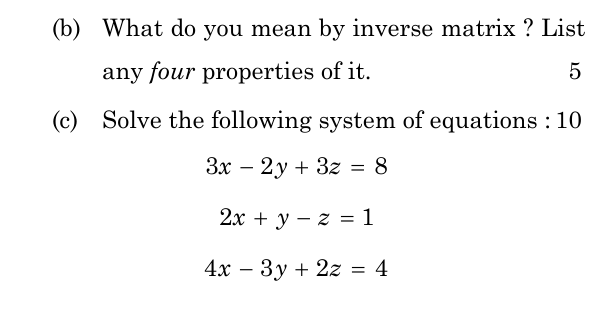 (b) What do you mean by inverse matrix ? List
any four properties of it. 5
(c) Solve the following system of equations : 10
3x – 2y + 3z = 8
2x + y – z = 1
4x – 3y + 2z = 4